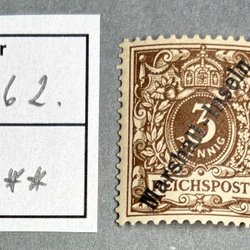 r
62.
**
3
PFENNIG
REICHSPOST
Marshall-Inseln